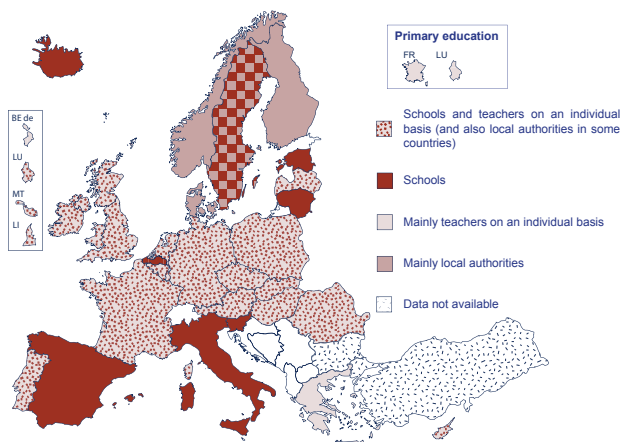 Primary education
FR LU
BE de
LU
MT
LI
Schools and teachers on an individual
basis (and also local authorities in some
countries)
Schools
Mainly teachers on an individual basis
Mainly local authorities
Data not available